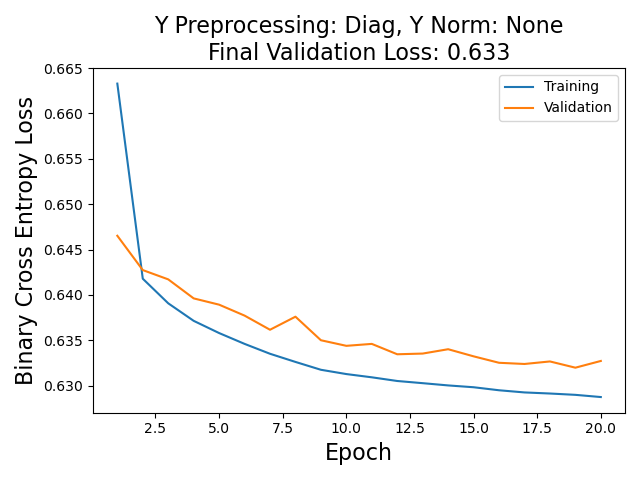 Y Preprocessing: Diag, Y Norm: None
Final Validation Loss: 0.633
0.665
0.660
0.655
0.650
0.645
0.640
0.635
0.630
Binary Cross Entropy Loss
Training
Validation
2.5 5.0 7.5 10.0 12.5 15.0 17.5 20.0
Epoch